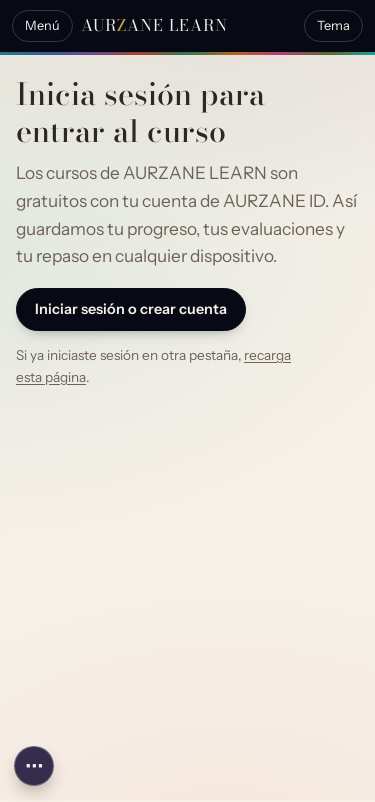 Menú
AURZANE LEARN
Tema
Inicia sesión para
entrar al curso
Los cursos de AURZANE LEARN son
gratuitos con tu cuenta de AURZANE ID. Así
guardamos tu progreso, tus evaluaciones y
tu repaso en cualquier dispositivo.
Iniciar sesión o crear cuenta
Si ya iniciaste sesión en otra pestaña, recarga
esta página.